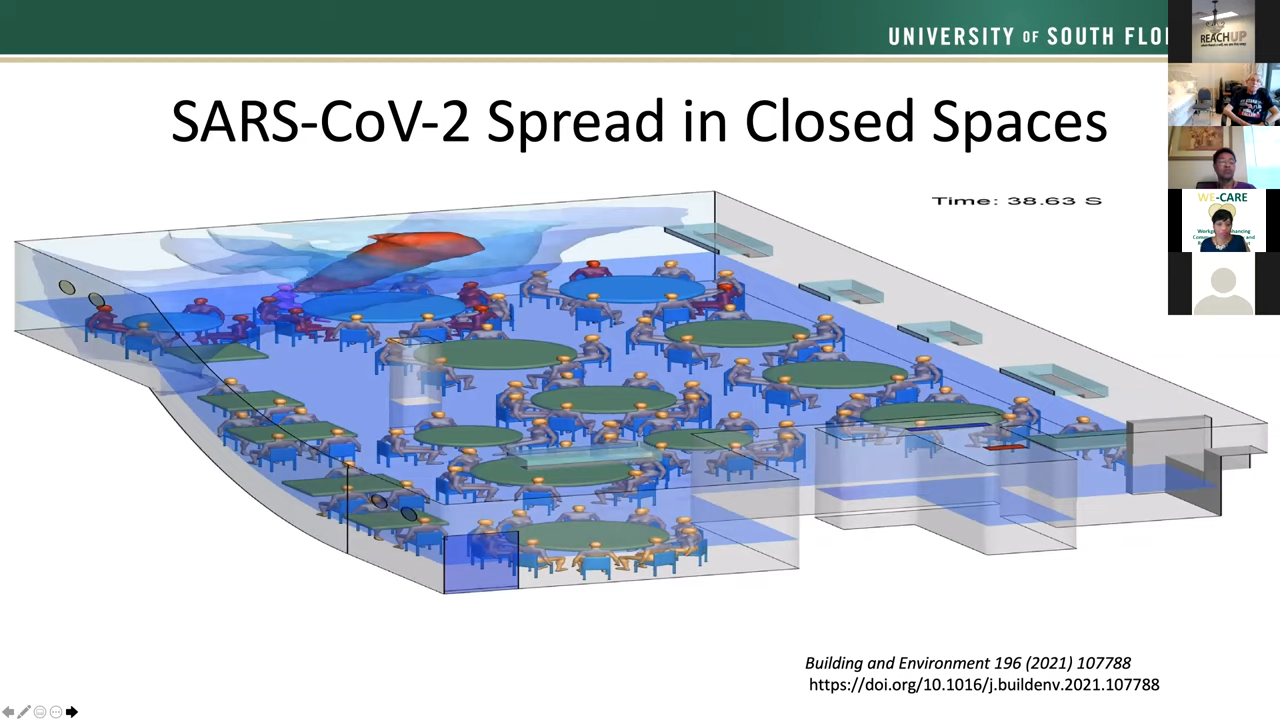 UNIVERSITY OF SOUTH FLO
SARS-CoV-2 Spread in Closed Spaces
Time: 38.63 S
Building and Environment 196 (2021) 107788
https://doi.org/10.1016/j.buildenv.2021.107788
REACHUP
WE-CARE